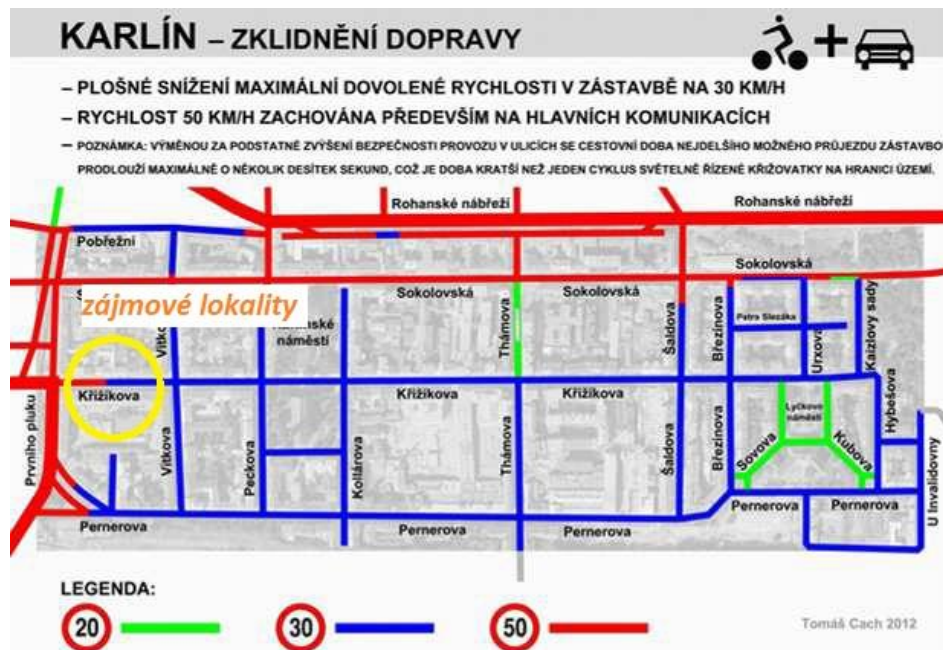 KARLÍN – ZKLIDNĚNÍ DOPRAVY
– PLOŠNÉ SNÍŽENÍ MAXIMÁLNÍ DOVOLENÉ RYCHLOSTI V ZÁSTAVBĚ NA 30 KM/H
– RYCHLOST 50 KM/H ZACHOVÁNA PŘEDEVŠÍM NA HLAVNÍCH KOMUNIKACÍCH
– POZNÁMKA: VÝMĚNOU ZA PODSTATNÉ ZVÝŠENÍ BEZPEČNOSTI PROVOZU V ULICÍCH SE CESTOVNÍ DOBA NEJDELŠÍHO MOŽNÉHO PRŮJEZDU ZÁSTAVBO
PRODLOUŽÍ MAXIMÁLNĚ O NĚKOLIK DESÍTEK SEKUND, COŽ JE DOBA KRATŠÍ NEŽ JEDEN CYKLUS SVĚTELNĚ ŘÍZENÉ KŘIŽOVATKY NA HRANICI ÚZEMÍ.
Rohanské nábřeží
Rohanské nábřeží
Pobřežní
Sokolovská
zájmové lokality
Sokolovská
Sokolovská
náměstí
Vítkova
Thámova
Šaldova
Březinova
Petra Slezáka
Urxova
Kaizlovy sady
Křižíkova
Křižíkova
Křižíkova
Prvního pluku
Vítkova
Peckova
Kollárova
Thámova
Šaldova
Březinova
Lyčkovo
náměstí
Sovova
Kubova
Hybešova
U Invalidovny
Pernerova
Pernerova
Pernerova
Pernerova
Pernerova
LEGENDA:
20
30
50
Tomáš Cach 2012